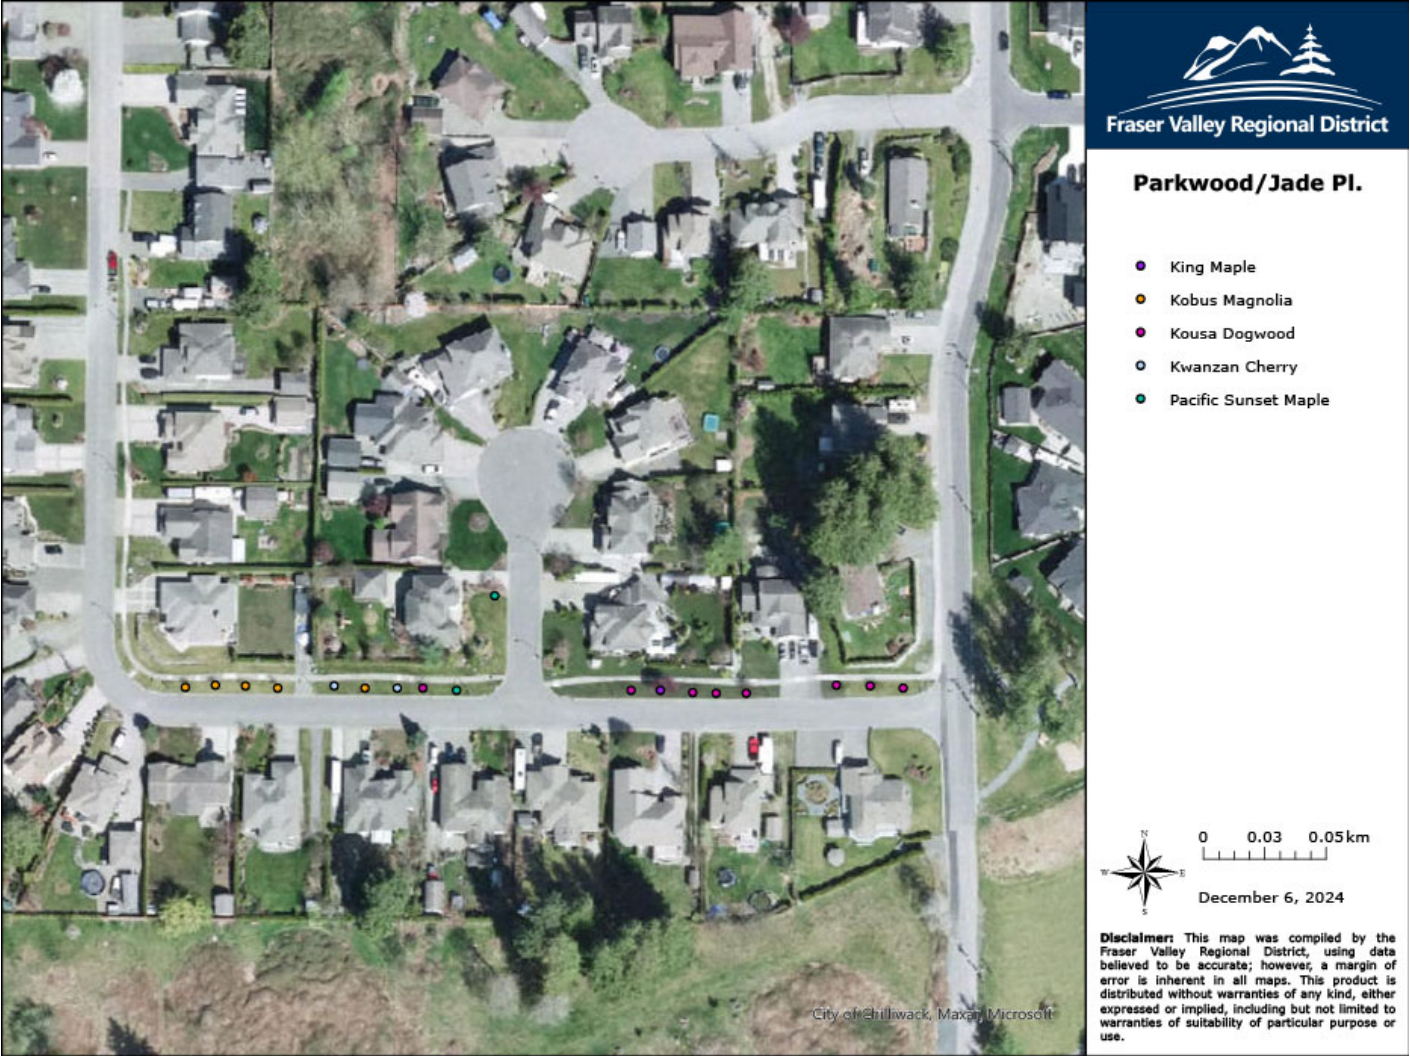 Fraser Valley Regional District
Parkwood/Jade Pl.
King Maple
Kobus Magnolia
Kousa Dogwood
Kwanzan Cherry
Pacific Sunset Maple
N
W E
S
0 0.03 0.05 km
December 6, 2024
Disclaimer: This map was compiled by the
Fraser Valley Regional District, using data
believed to be accurate; however, a margin of
error is inherent in all maps. This product is
distributed without warranties of any kind, either
expressed or implied, including but not limited to
warranties of suitability of particular purpose or
use.
City of Chilliwack, Maxar, Microsoft